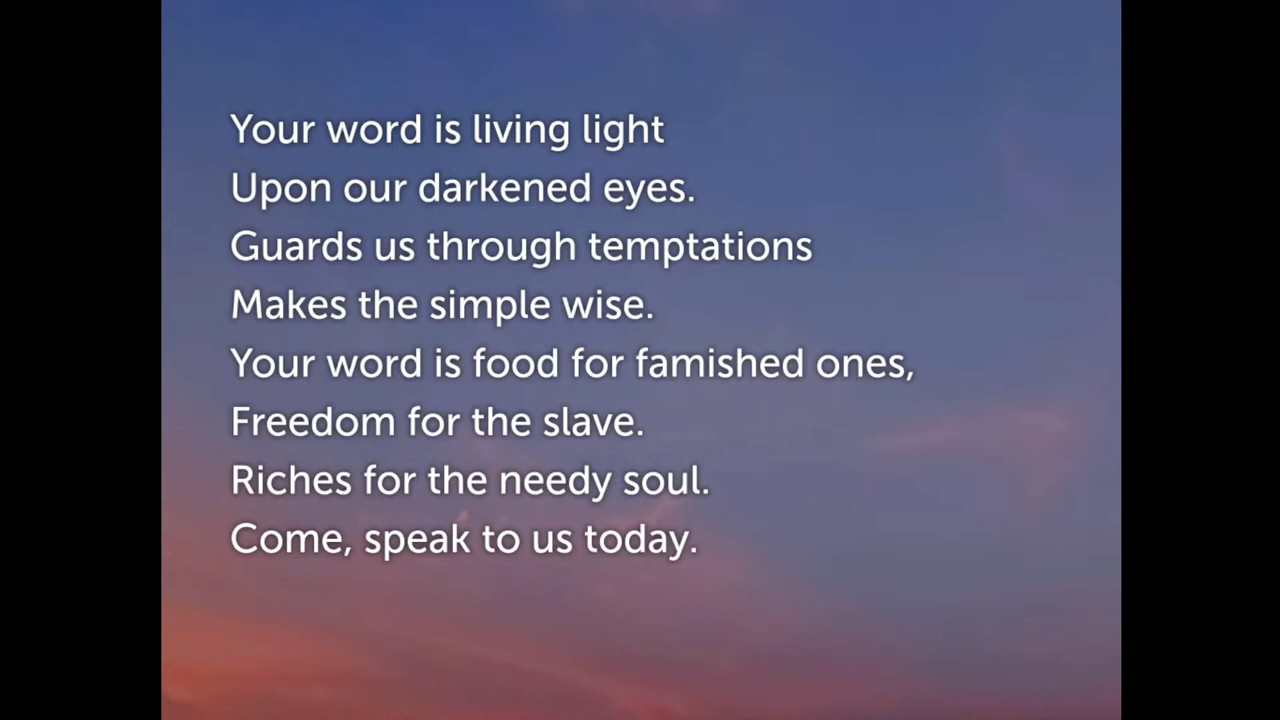 Your word is living light
Upon our darkened eyes.
Guards us through temptations
Makes the simple wise.
Your word is food for famished ones,
Freedom for the slave.
Riches for the needy soul.
Come, speak to us today.